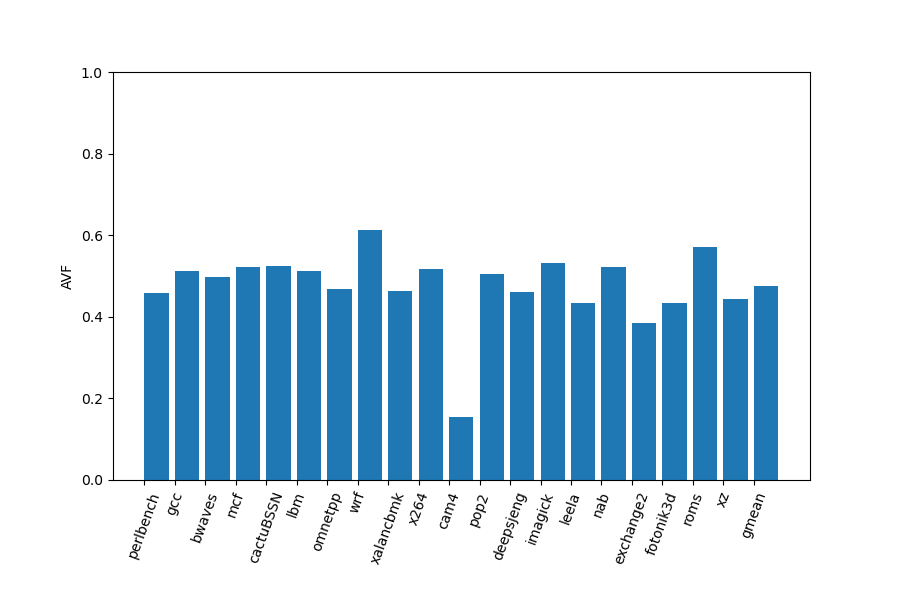 1.0
0.8
0.6
0.4
0.2
0.0
AVF
perlbench
gcc
bwaves
mcf
cactuBSSN
lbm
omnetpp
wrf
xalancbmk
x264
cam4
pop2
deepsjeng
imagick
leela
nab
exchange2
fotonik3d
roms
xz
gmean